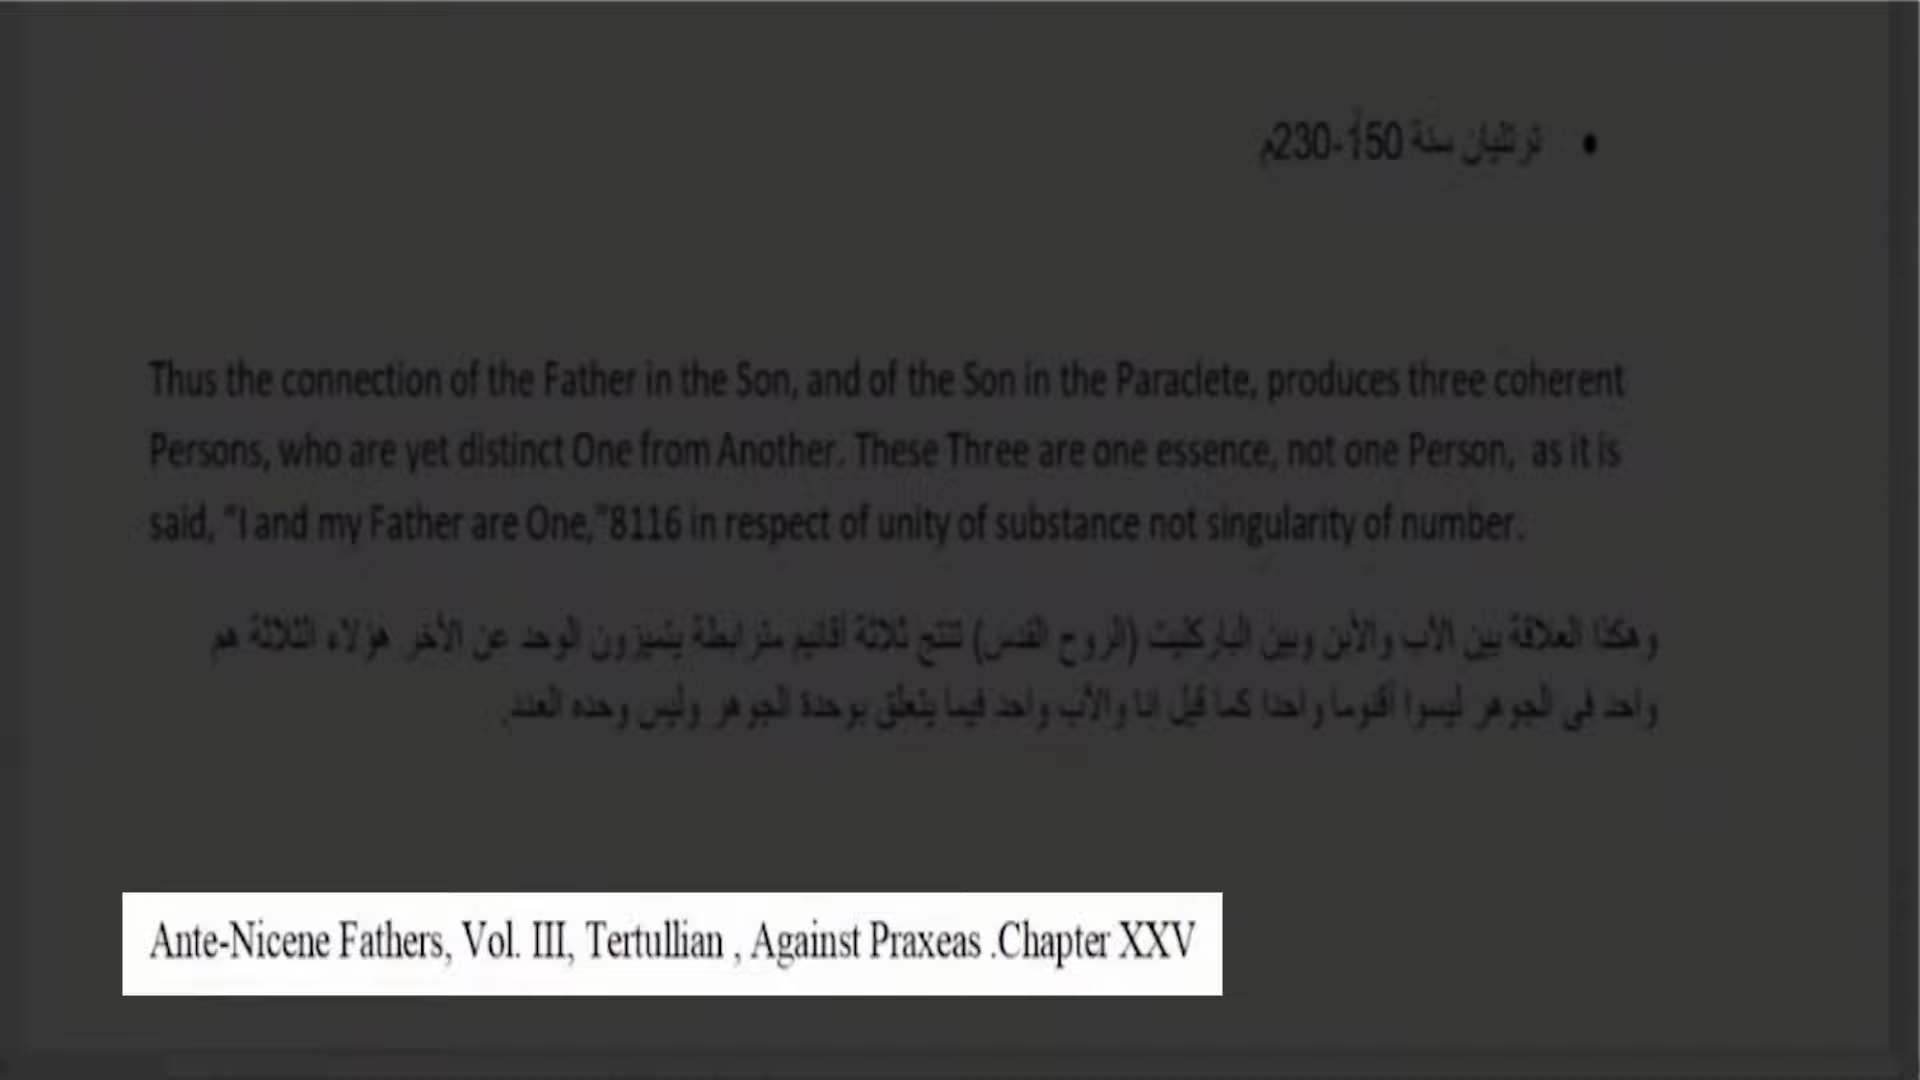 • ترتليان سنة 150-230م
Thus the connection of the Father in the Son, and of the Son in the Paraclete, produces three coherent
Persons, who are yet distinct One from Another. These Three are one essence, not one Person, as it is
said, "I and my Father are One,"8116 in respect of unity of substance not singularity of number.
وهكذا العلاقة بين الآب والأبن وبين الباركليت (الروح القدس) تنتج ثلاثة أقانيم مترابطة يتميزون الوحد عن الأخر هؤلاء الثلاثة هم
واحد فى الجوهر ليسوا أقنوما واحدا كما قيل انا والآب واحد فيما يتعلق بوحدة الجوهر وليس وحده العدد.
Ante-Nicene Fathers, Vol. III, Tertullian , Against Praxeas .Chapter XXV